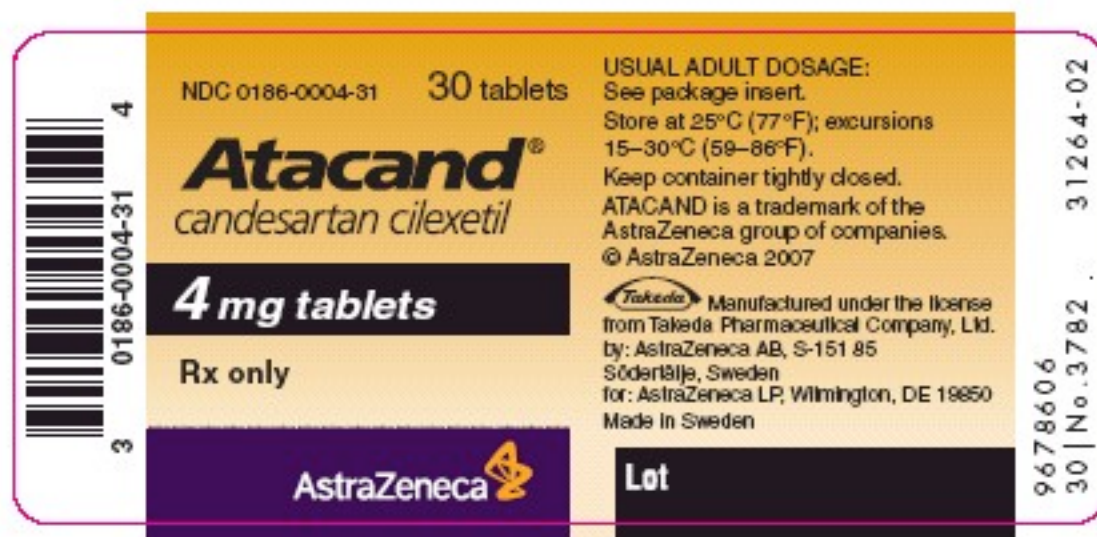 4
0186-0004-31
3
NDC 0186-0004-31 30 tablets
Atacand®
candesartan cilexetil
4 mg tablets
Rx only
AstraZeneca
USUAL ADULT DOSAGE:
See package insert.
Store at 25°C (77°F); excursions
15–30°C (59–86°F).
Keep container tightly closed.
ATACAND is a trademark of the
AstraZeneca group of companies.
© AstraZeneca 2007
Takeda Manufactured under the license
from Takeda Pharmaceutical Company, Ltd.
by: AstraZeneca AB, S-151 85
Södertälje, Sweden
for: AstraZeneca LP, Wilmington, DE 19850
Made in Sweden
Lot
9678606
30|No.3782 . 31264-02